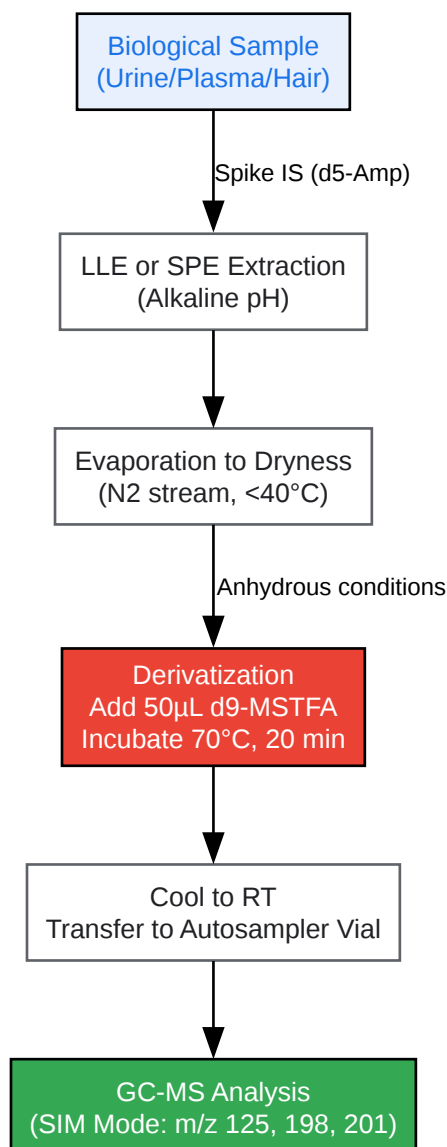 Biological Sample
(Urine/Plasma/Hair)
Spike IS (d5-Amp)
LLE or SPE Extraction
(Alkaline pH)
Evaporation to Dryness
(N2 stream, <40°C)
Anhydrous conditions
Derivatization
Add 50µL d9-MSTFA
Incubate 70°C, 20 min
Cool to RT
Transfer to Autosampler Vial
GC-MS Analysis
(SIM Mode: m/z 125, 198, 201)